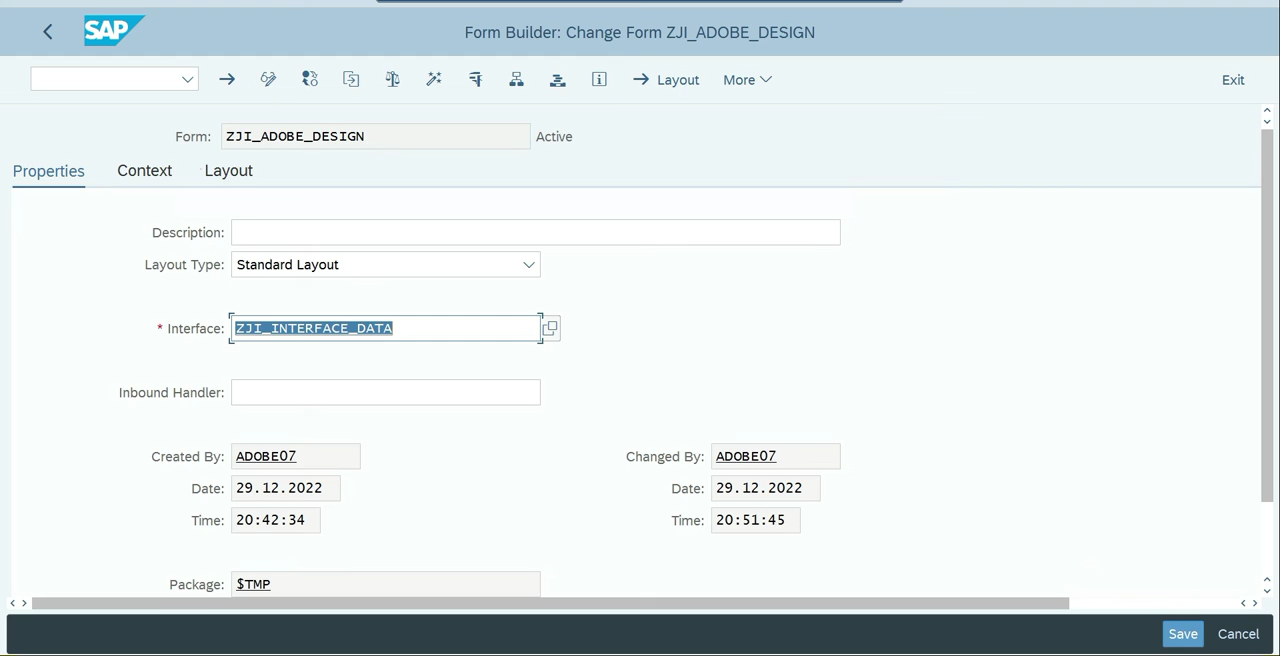 SAP
Form Builder: Change Form ZJI_ADOBE_DESIGN
Layout
More
Exit
Form: ZJI_ADOBE_DESIGN Active
Properties Context Layout
Description:
Layout Type: Standard Layout
* Interface: ZJI_INTERFACE_DATA
Inbound Handler:
Created By: ADOBE07 Changed By: ADOBE07
Date: 29.12.2022 Date: 29.12.2022
Time: 20:42:34 Time: 20:51:45
Package: $TMP
Save Cancel